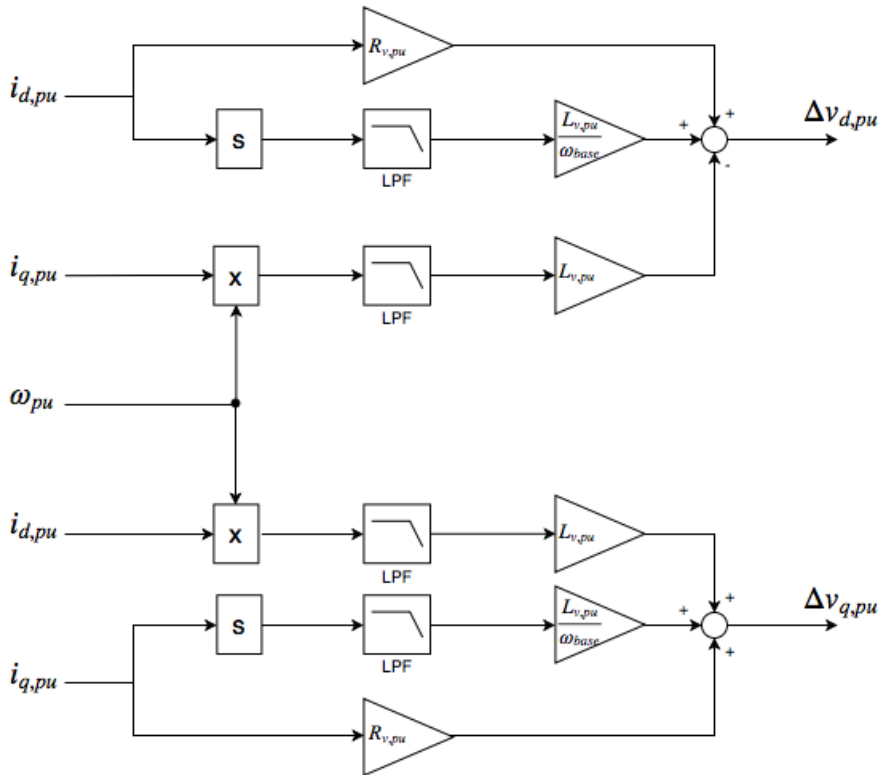 R_{v,pu}
i_{d,pu}
S
LPF
L_{v,pu}
ω_{base}
+
+
-
Δv_{d,pu}
i_{q,pu}
X
LPF
L_{v,pu}
ω_{pu}
i_{d,pu}
X
LPF
L_{v,pu}
S
LPF
L_{v,pu}
ω_{base}
+
+
+
Δv_{q,pu}
i_{q,pu}
R_{v,pu}